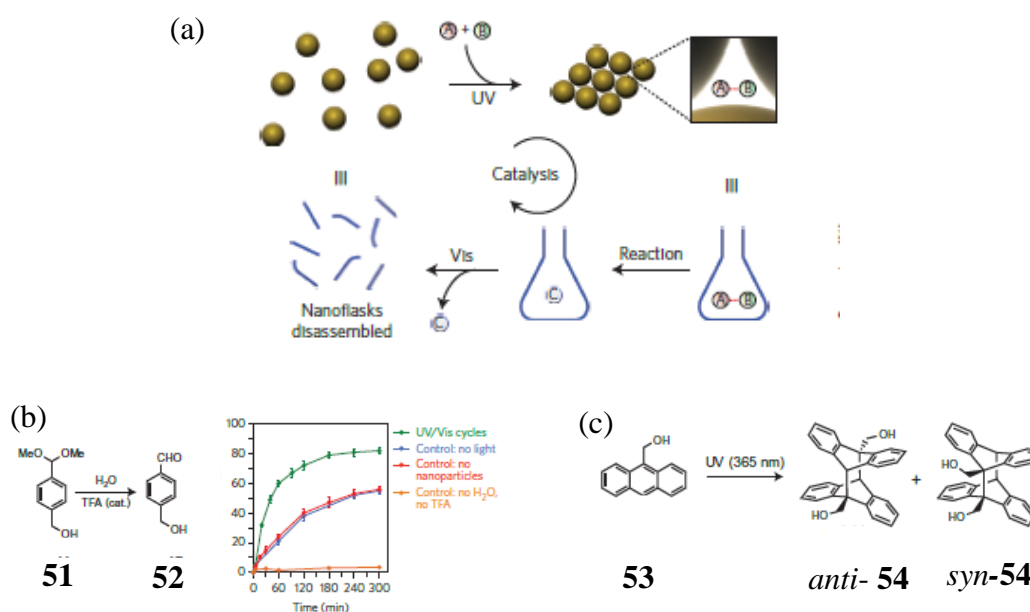 (a)
A + B
UV
A B
III
Catalysis
III
Vis
Reaction
Nanoflasks
disassembled
C
C
A B
(b)
MeO OMe
H₂O
TFA (cat.)
CHO
OH
OH
51
52
100
80
60
40
20
0
0 60 120 180 240 300
Time (min)
UV/Vis cycles
Control: no light
Control: no
nanoparticles
Control: no H₂O,
no TFA
(c)
OH
UV (365 nm)
OH
HO
+
HO
HO
53
anti- 54
syn-54